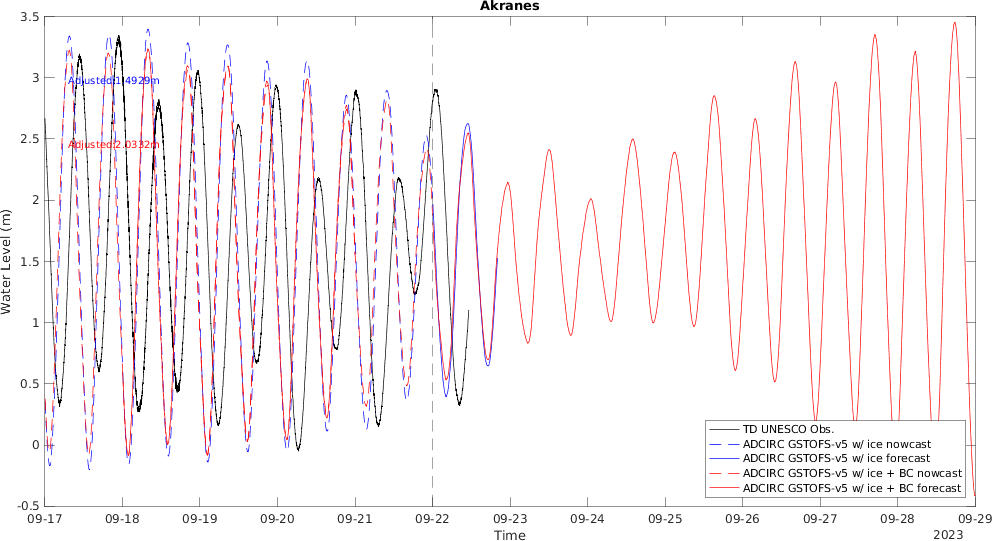 Akranes
3.5
3
2.5
2
1.5
1
0.5
0
-0.5
Water Level (m)
Adjusted:1.4929m
Adjusted:2.0332m
TD UNESCO Obs.
ADCIRC GSTOFS-v5 w/ ice nowcast
ADCIRC GSTOFS-v5 w/ ice forecast
ADCIRC GSTOFS-v5 w/ ice + BC nowcast
ADCIRC GSTOFS-v5 w/ ice + BC forecast
09-17 09-18 09-19 09-20 09-21 09-22 09-23 09-24 09-25 09-26 09-27 09-28 09-29
Time
2023